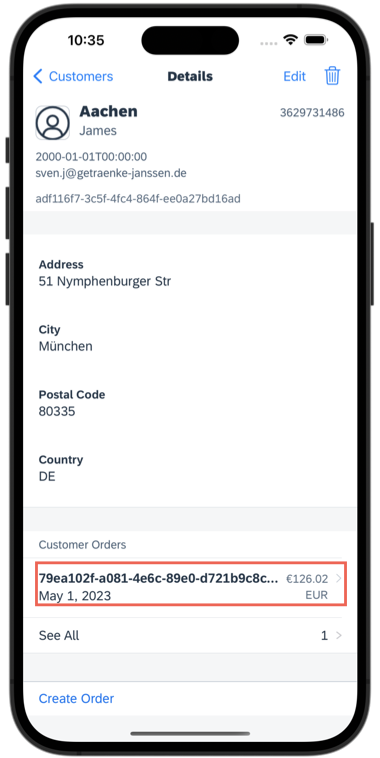 10:35
Customers Details Edit
Aachen 3629731486
James
2000-01-01T00:00:00
sven.j@getraenke-janssen.de
adf116f7-3c5f-4fc4-864f-ee0a27bd16ad
Address
51 Nymphenburger Str
City
München
Postal Code
80335
Country
DE
Customer Orders
79ea102f-a081-4e6c-89e0-d721b9c8c... €126.02
May 1, 2023 EUR
See All 1
Create Order